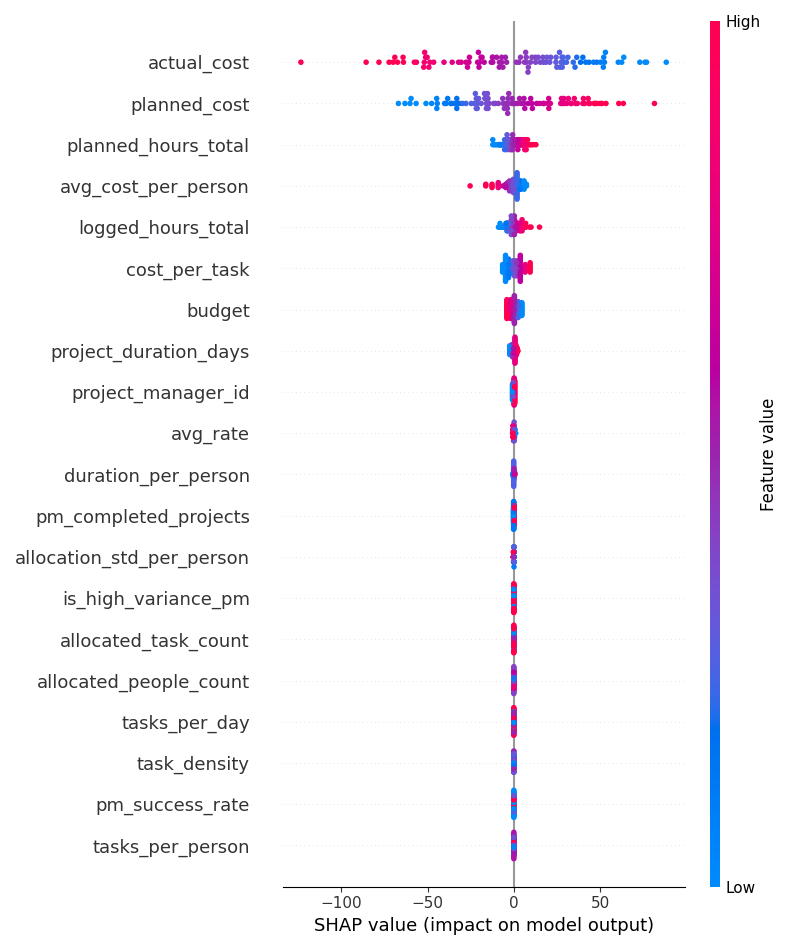 High
actual_cost
planned_cost
planned_hours_total
avg_cost_per_person
logged_hours_total
cost_per_task
budget
project_duration_days
project_manager_id
avg_rate
duration_per_person
pm_completed_projects
allocation_std_per_person
is_high_variance_pm
allocated_task_count
allocated_people_count
tasks_per_day
task_density
pm_success_rate
tasks_per_person
Feature value
Low
−100 −50 0 50
SHAP value (impact on model output)